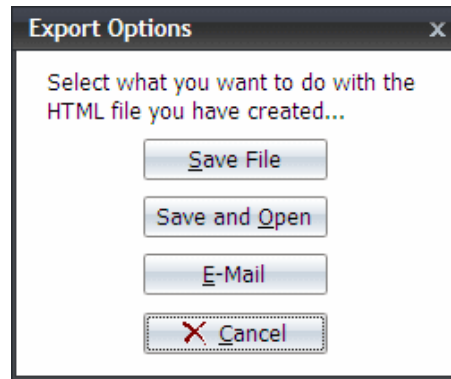 Export Options
Select what you want to do with the
HTML file you have created...
Save File
Save and Open
E-Mail
Cancel